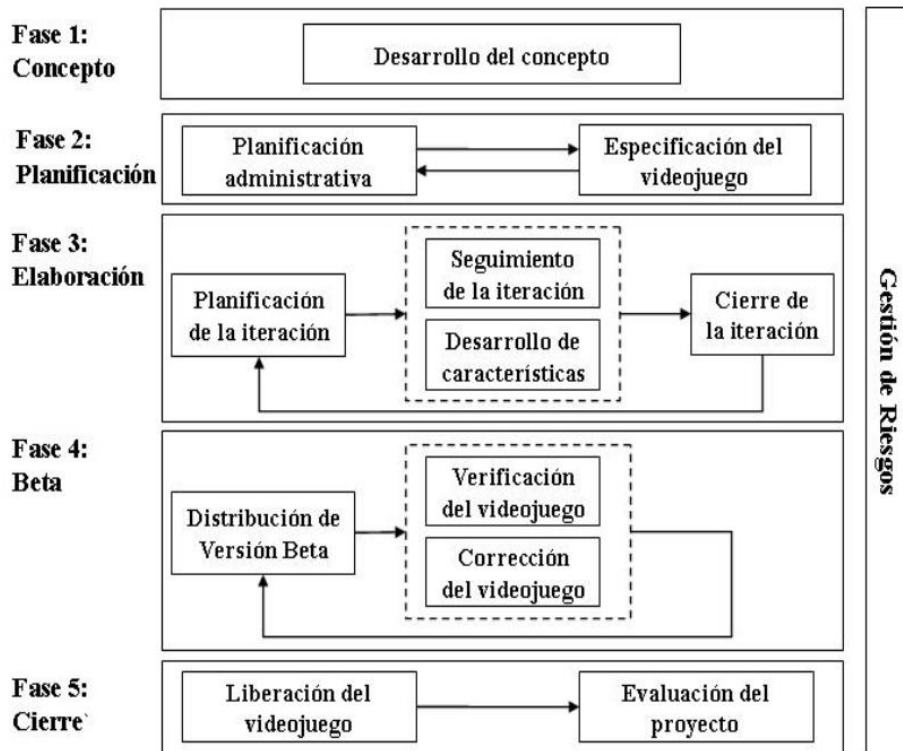 Fase 1:
Concepto
Desarrollo del concepto
Fase 2:
Planificación
Planificación
administrativa
Especificación del
videojuego
Fase 3:
Elaboración
Planificación
de la iteración
Seguimiento
de la iteración
Desarrollo de
características
Cierre de
la iteración
Fase 4:
Beta
Distribución de
Versión Beta
Verificación
del videojuego
Corrección
del videojuego
Fase 5:
Cierre`
Liberación del
videojuego
Evaluación del
proyecto
Gestión de Riesgos